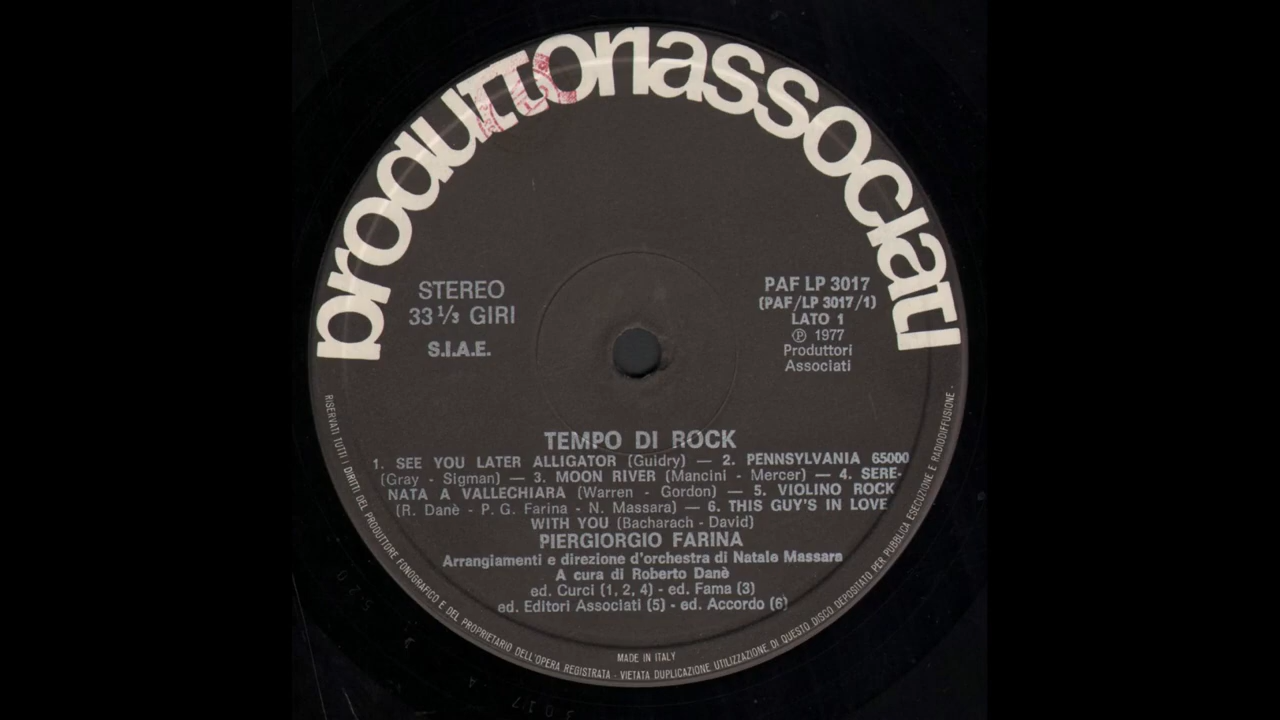 produttoriassociati
STEREO
33 1/3 GIRI
S.I.A.E.
PAF LP 3017
(PAF/LP 3017/1)
LATO 1
℗ 1977
Produttori
Associati
TEMPO DI ROCK
1. SEE YOU LATER ALLIGATOR (Guidry) — 2. PENNSYLVANIA 65000
(Gray - Sigman) — 3. MOON RIVER (Mancini - Mercer) — 4. SERE-
NATA A VALLECHIARA (Warren - Gordon) — 5. VIOLINO ROCK
(R. Danè - P. G. Farina - N. Massara) — 6. THIS GUY'S IN LOVE
WITH YOU (Bacharach - David)
PIERGIORGIO FARINA
Arrangiamenti e direzione d'orchestra di Natale Massara
A cura di Roberto Danè
ed. Curci (1, 2, 4) - ed. Fama (3)
ed. Editori Associati (5) - ed. Accordo (6)
MADE IN ITALY
RISERVATI TUTTI I DIRITTI DEL PRODUTTORE FONOGRAFICO E DEL PROPRIETARIO DELL'OPERA REGISTRATA - VIETATA DUPLICAZIONE UTILIZZAZIONE DI QUESTO DISCO DEPOSITATO PER PUBBLICA ESECUZIONE E RADIODIFFUSIONE -